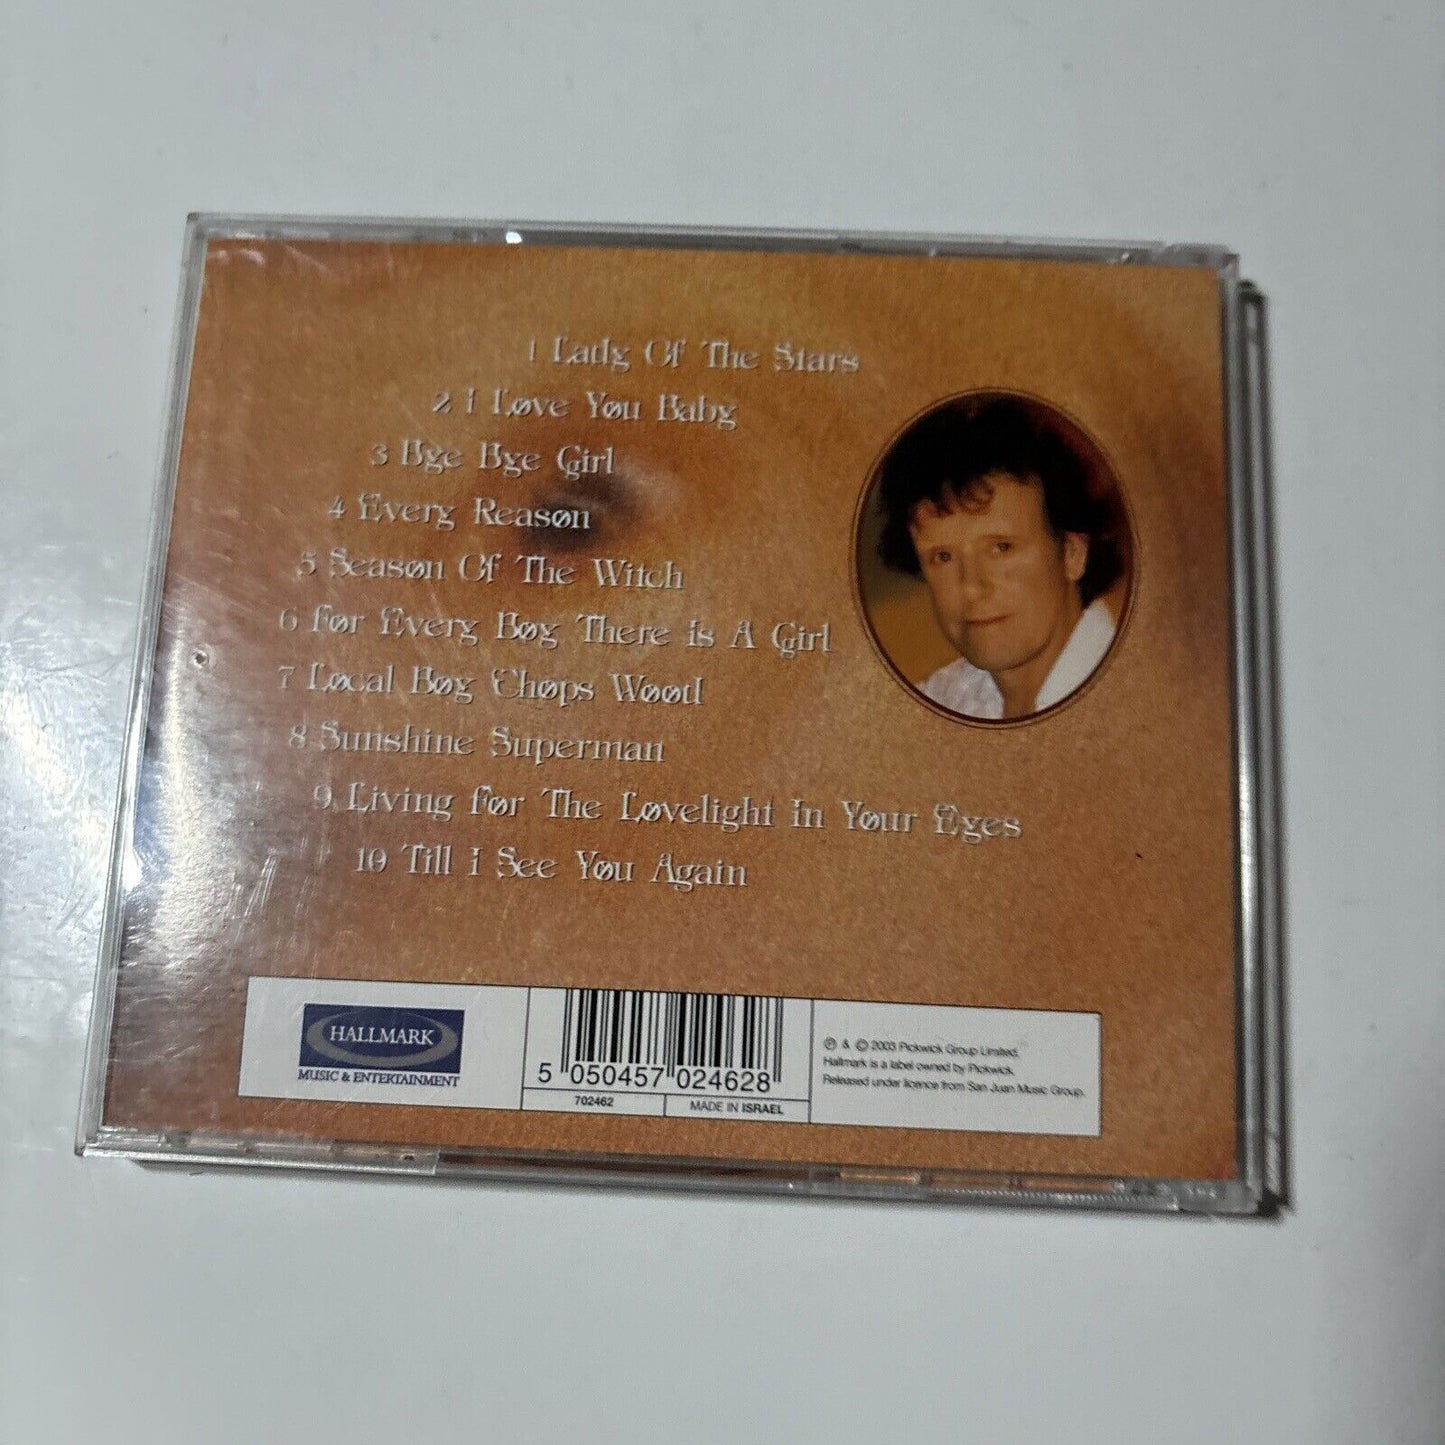 1 Lady Of The Stars
2 I Love You Baby
3 Bye Bye Girl
4 Every Reason
5 Season Of The Witch
6 For Every Boy There Is A Girl
7 Local Boy Chops Wood
8 Sunshine Superman
9 Living For The Lovelight In Your Eyes
10 Till I See You Again
HALLMARK
MUSIC & ENTERTAINMENT
5 050457 024628
702462
MADE IN ISRAEL
℗ & © 2003 Pickwick Group Limited.
Hallmark is a label owned by Pickwick.
Released under licence from San Juan Music Group.